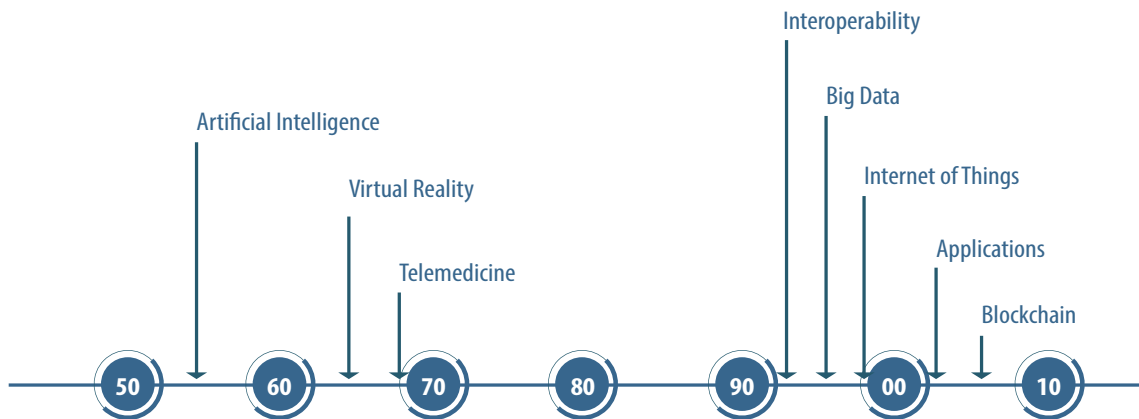 Interoperability
Big Data
Artificial Intelligence
Internet of Things
Virtual Reality
Applications
Telemedicine
Blockchain
50 60 70 80 90 00 10